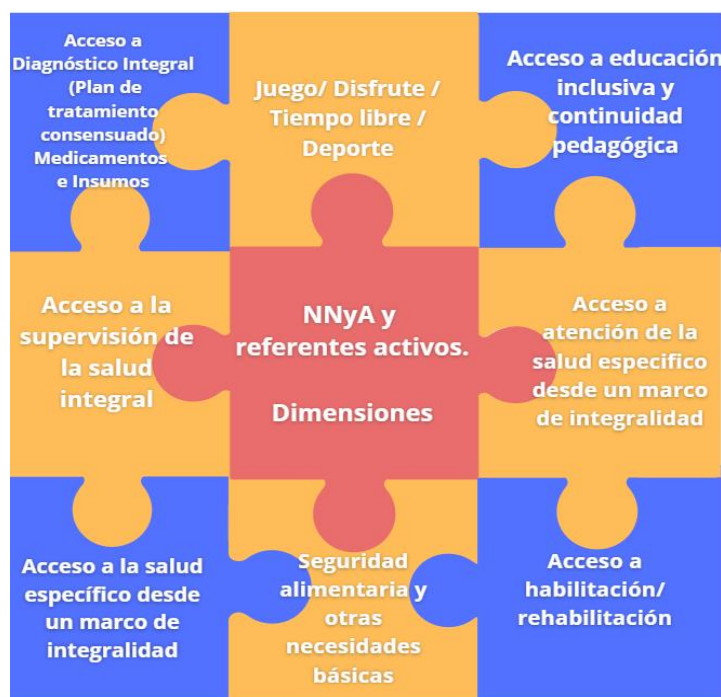 Acceso a
Diagnóstico Integral
(Plan de
tratamiento
consensuado)
Medicamentos
e Insumos
Juego/ Disfrute /
Tiempo libre /
Deporte
Acceso a educación
inclusiva y
continuidad
pedagógica
Acceso a la
supervisión de
la salud
integral
NNyA y
referentes activos.
Dimensiones
Acceso a
atención de la
salud especifico
desde un marco
de integralidad
Acceso a la salud
específico desde
un marco de
integralidad
Seguridad
alimentaria y
otras
necesidades
básicas
Acceso a
habilitación/
rehabilitación